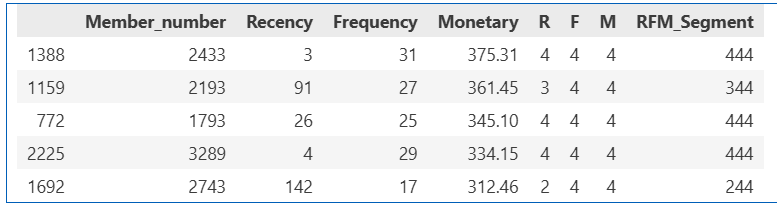 Member_number Recency Frequency Monetary R F M RFM_Segment
1388 2433 3 31 375.31 4 4 4 444
1159 2193 91 27 361.45 3 4 4 344
772 1793 26 25 345.10 4 4 4 444
2225 3289 4 29 334.15 4 4 4 444
1692 2743 142 17 312.46 2 4 4 244